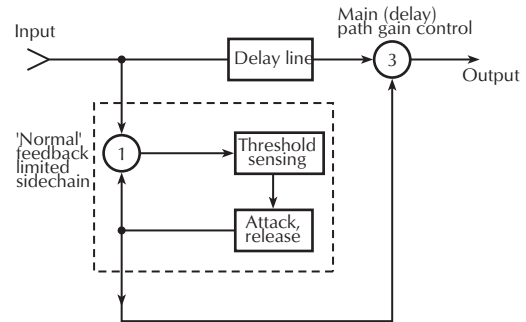 Main (delay)
path gain control
Input
Delay line
3
Output
'Normal'
feedback
limited
sidechain
1
Threshold
sensing
Attack,
release